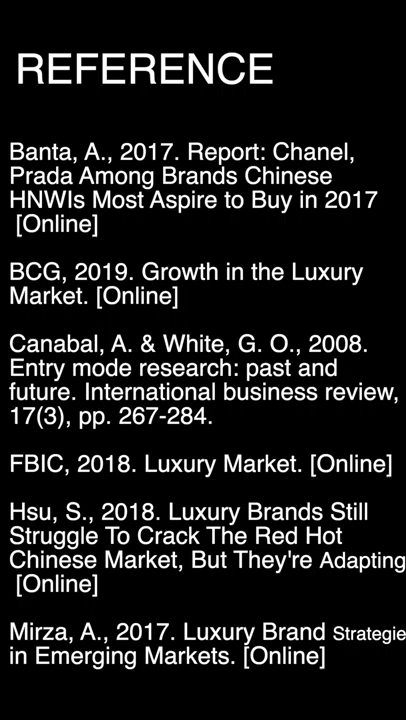 REFERENCE
Banta, A., 2017. Report: Chanel,
Prada Among Brands Chinese
HNWIs Most Aspire to Buy in 2017
[Online]
BCG, 2019. Growth in the Luxury
Market. [Online]
Canabal, A. & White, G. O., 2008.
Entry mode research: past and
future. International business review,
17(3), pp. 267-284.
FBIC, 2018. Luxury Market. [Online]
Hsu, S., 2018. Luxury Brands Still
Struggle To Crack The Red Hot
Chinese Market, But They're Adapting
[Online]
Mirza, A., 2017. Luxury Brand Strategie
in Emerging Markets. [Online]